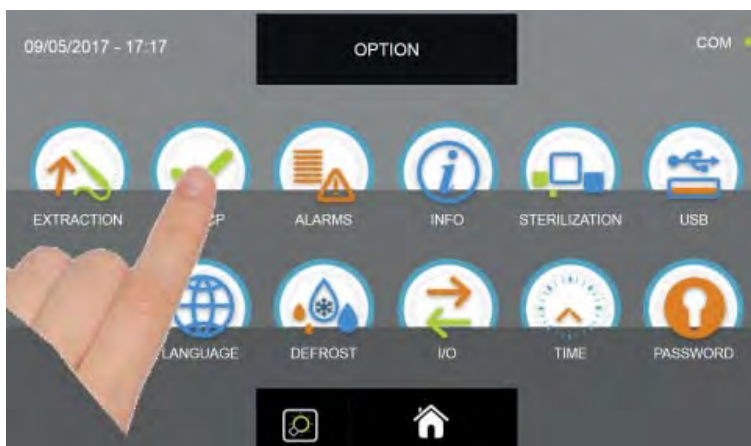 09/05/2017 - 17:17
OPTION
COM
EXTRACTION
CP
ALARMS
INFO
STERILIZATION
USB
LANGUAGE
DEFROST
I/O
TIME
PASSWORD